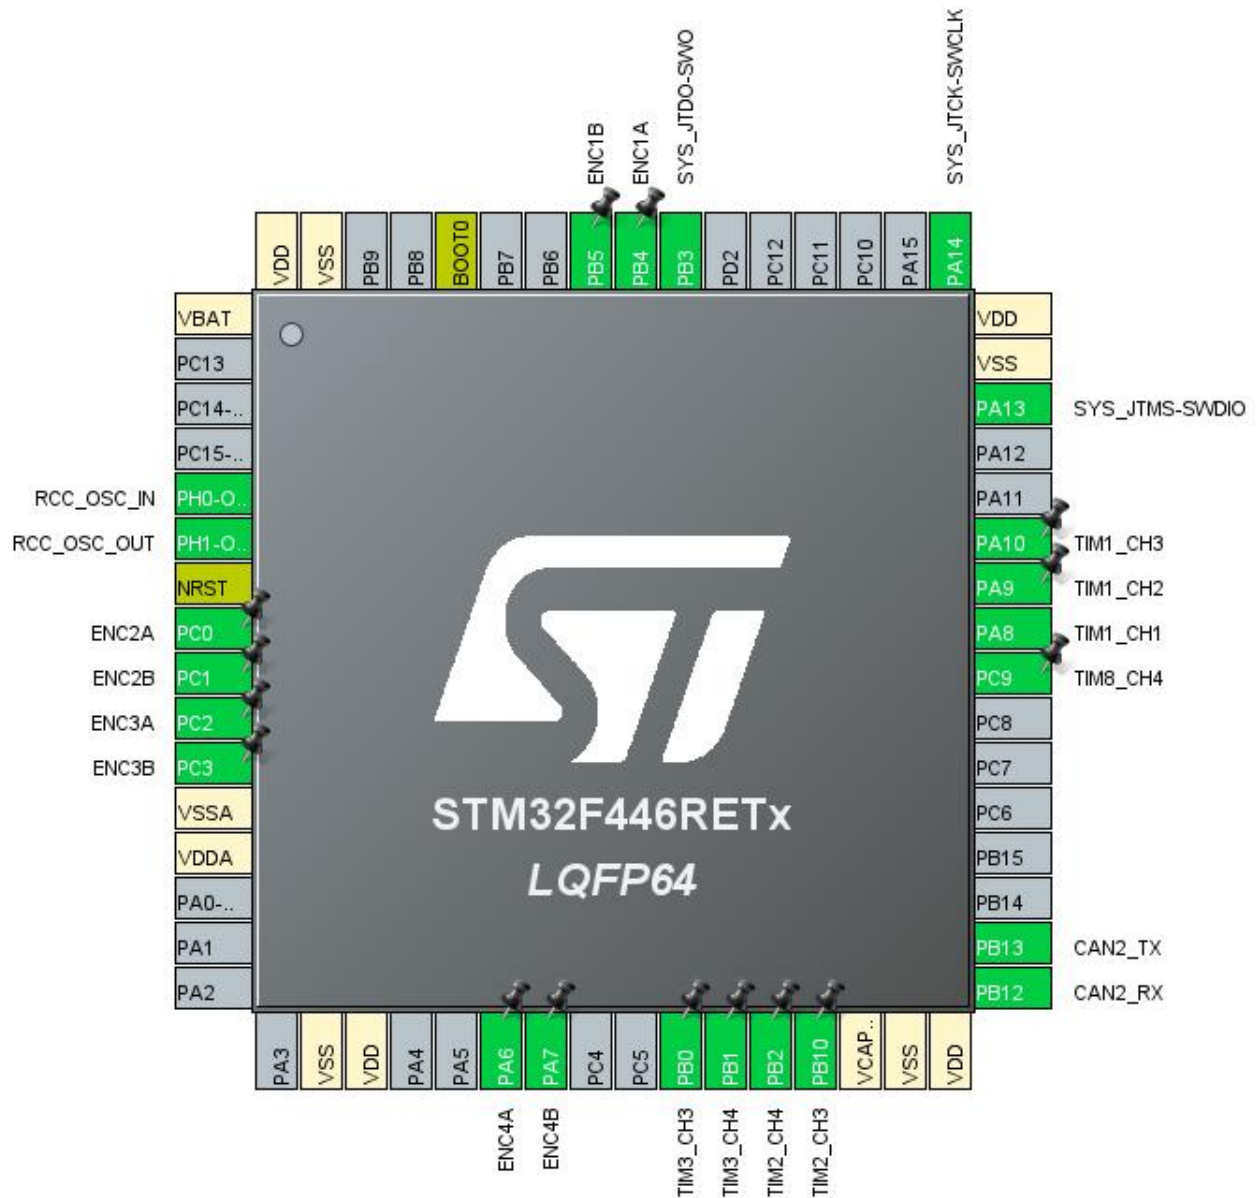 SYS_JTDO-SWO
SYS_JTCK-SWCLK
ENC1B
ENC1A
VDD
VSS
PB9
PB8
BOOT0
PB7
PB6
PB5
PB4
PB3
PD2
PC12
PC11
PC10
PA15
PA14
VBAT
VDD
PC13
VSS
PC14-..
PA13 SYS_JTMS-SWDIO
PC15-..
PA12
RCC_OSC_IN PH0-O..
PA11
RCC_OSC_OUT PH1-O..
PA10 TIM1_CH3
NRST
PA9 TIM1_CH2
ENC2A PC0
PA8 TIM1_CH1
ENC2B PC1
PC9 TIM8_CH4
ENC3A PC2
PC8
ENC3B PC3
PC7
VSSA
PC6
VDDA
PB15
PA0-..
PB14
PA1
PB13 CAN2_TX
PA2
PB12 CAN2_RX
ST
STM32F446RETx
LQFP64
PA3
VSS
VDD
PA4
PA5
PA6
PA7
PC4
PC5
PB0
PB1
PB2
PB10
VCAP..
VSS
VDD
ENC4A
ENC4B
TIM3_CH3
TIM3_CH4
TIM2_CH4
TIM2_CH3